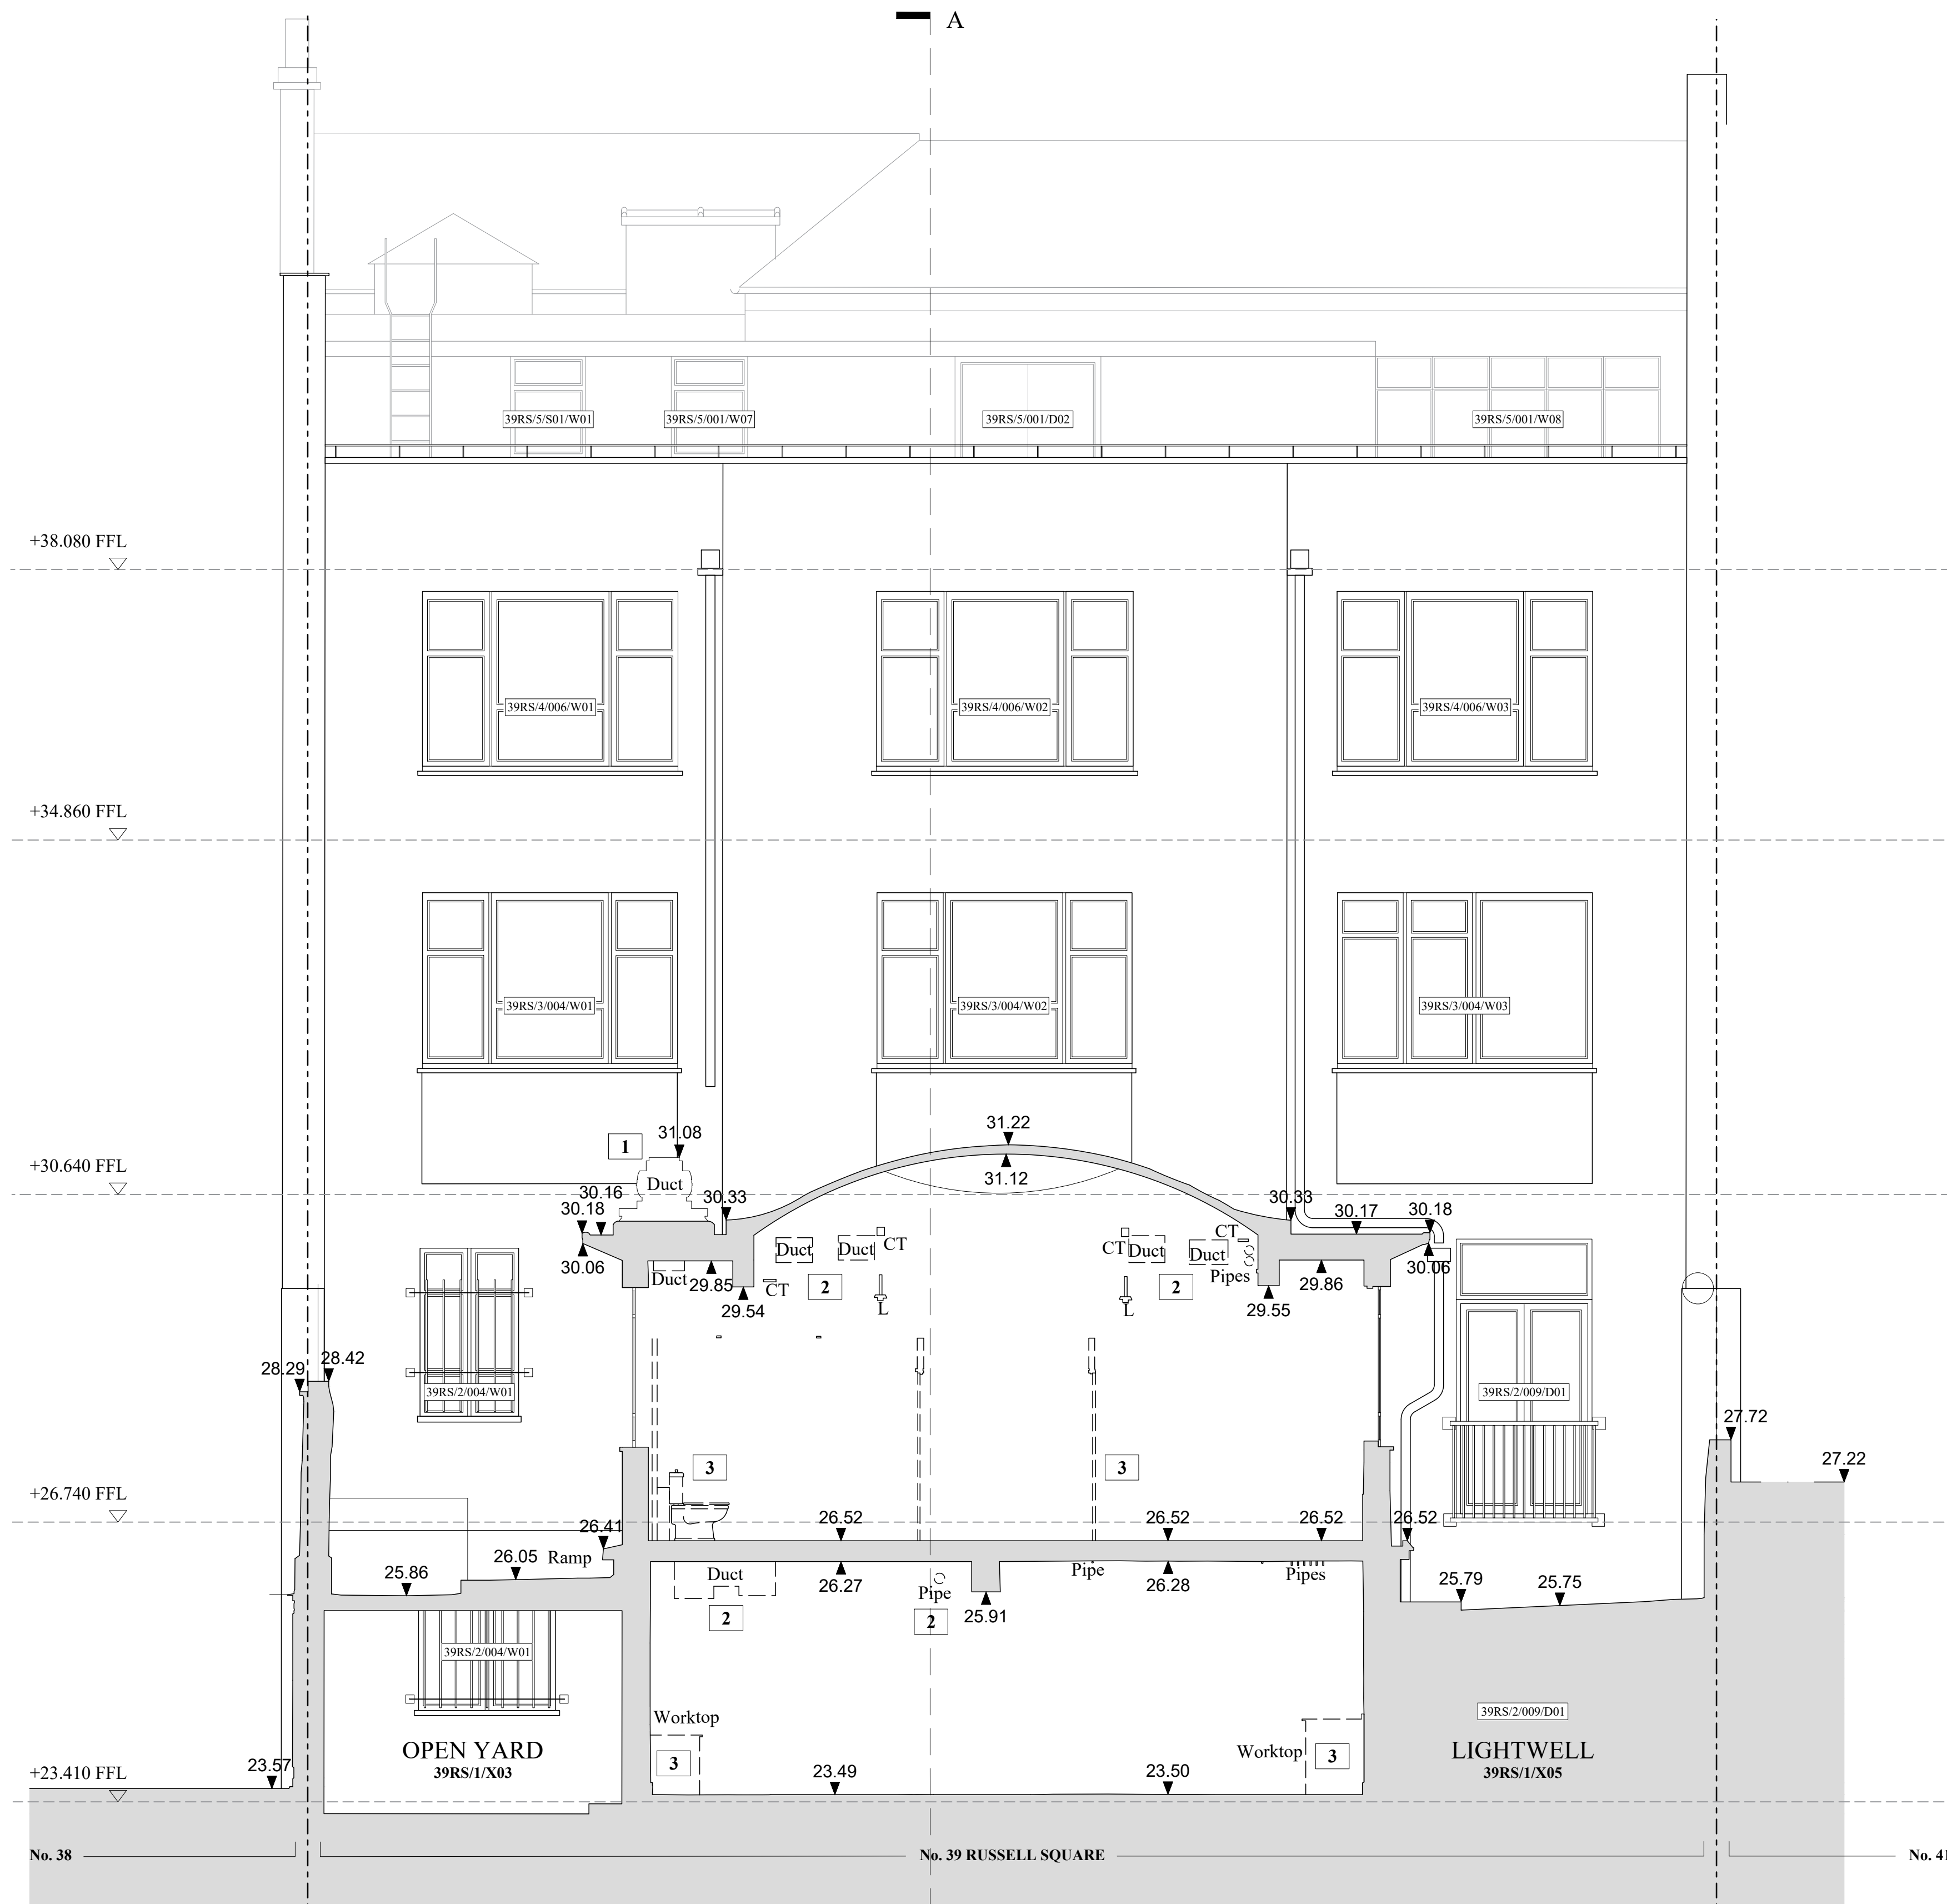 A
39RS/5/S01/W01
39RS/5/001/W07
39RS/5/001/D02
39RS/5/001/W08
+38.080 FFL
39RS/4/006/W01
39RS/4/006/W02
39RS/4/006/W03
+34.860 FFL
39RS/3/004/W01
39RS/3/004/W02
39RS/3/004/W03
31.22
1
31.08
+30.640 FFL
31.12
Duct
30.16
30.33
30.33
30.18
30.17
30.18
CT
CT
CT
Duct
Duct
Duct
Duct
30.06
30.06
Duct
29.85
CT
2
2
Pipes
29.86
29.54
L
L
29.55
28.29
28.42
39RS/2/004/W01
39RS/2/009/D01
27.72
27.22
3
3
+26.740 FFL
26.41
26.52
26.52
26.52
26.52
Ramp
26.05
25.86
Duct
26.27
Pipe
Pipe
26.28
Pipes
25.79
25.75
2
2
25.91
39RS/2/004/W01
39RS/2/009/D01
Worktop
Worktop
3
3
OPEN YARD
39RS/1/X03
LIGHTWELL
39RS/1/X05
+23.410 FFL
23.57
23.49
23.50
No. 38
No. 39 RUSSELL SQUARE
No. 41